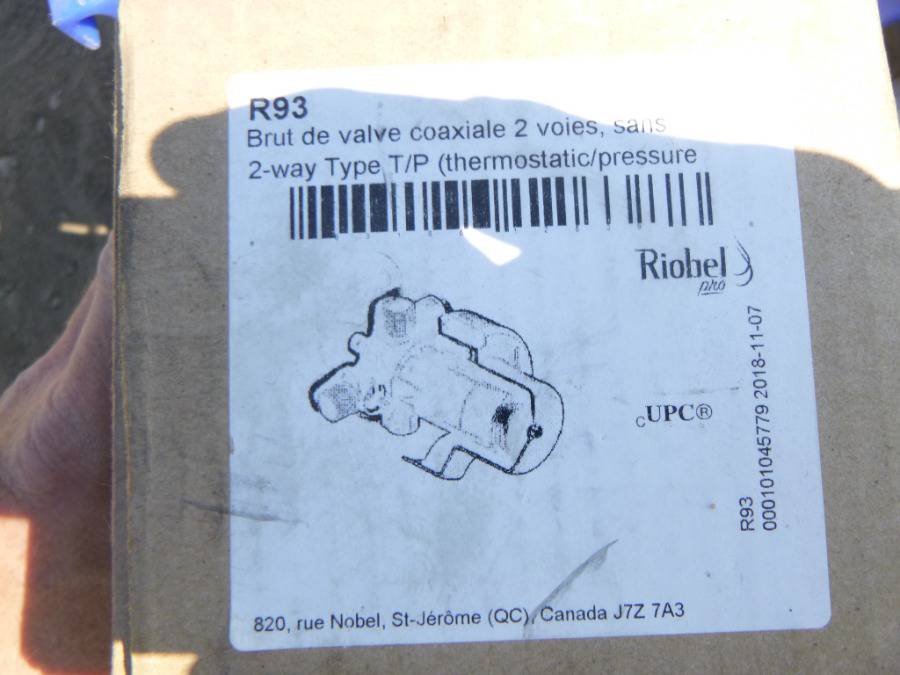 R93
Brut de valve coaxiale 2 voies, sans
2-way Type T/P (thermostatic/pressure
Riobel
pro
cUPC®
R93
000101045779 2018-11-07
820, rue Nobel, St-Jérôme (QC), Canada J7Z 7A3